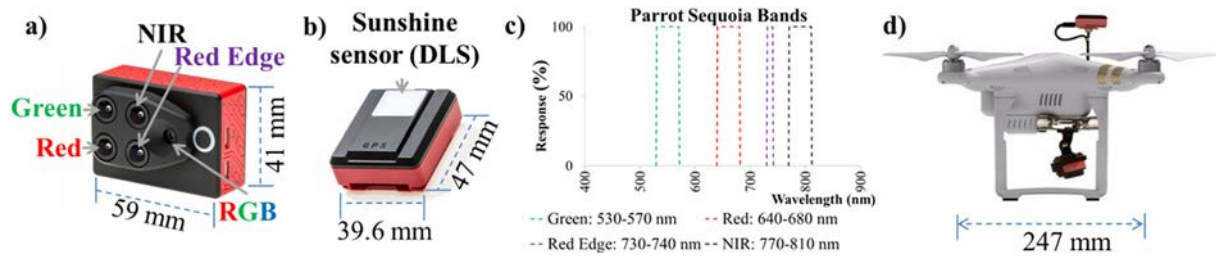 a)
NIR
Red Edge
Green
Red
59 mm
41 mm
RGB
b)
Sunshine
sensor (DLS)
GPS
47 mm
39.6 mm
c)
Parrot Sequoia Bands
Response (%)
100
50
0
400
500
600
700
800
900
Wavelength (nm)
Green: 530-570 nm
Red: 640-680 nm
Red Edge: 730-740 nm
NIR: 770-810 nm
d)
247 mm